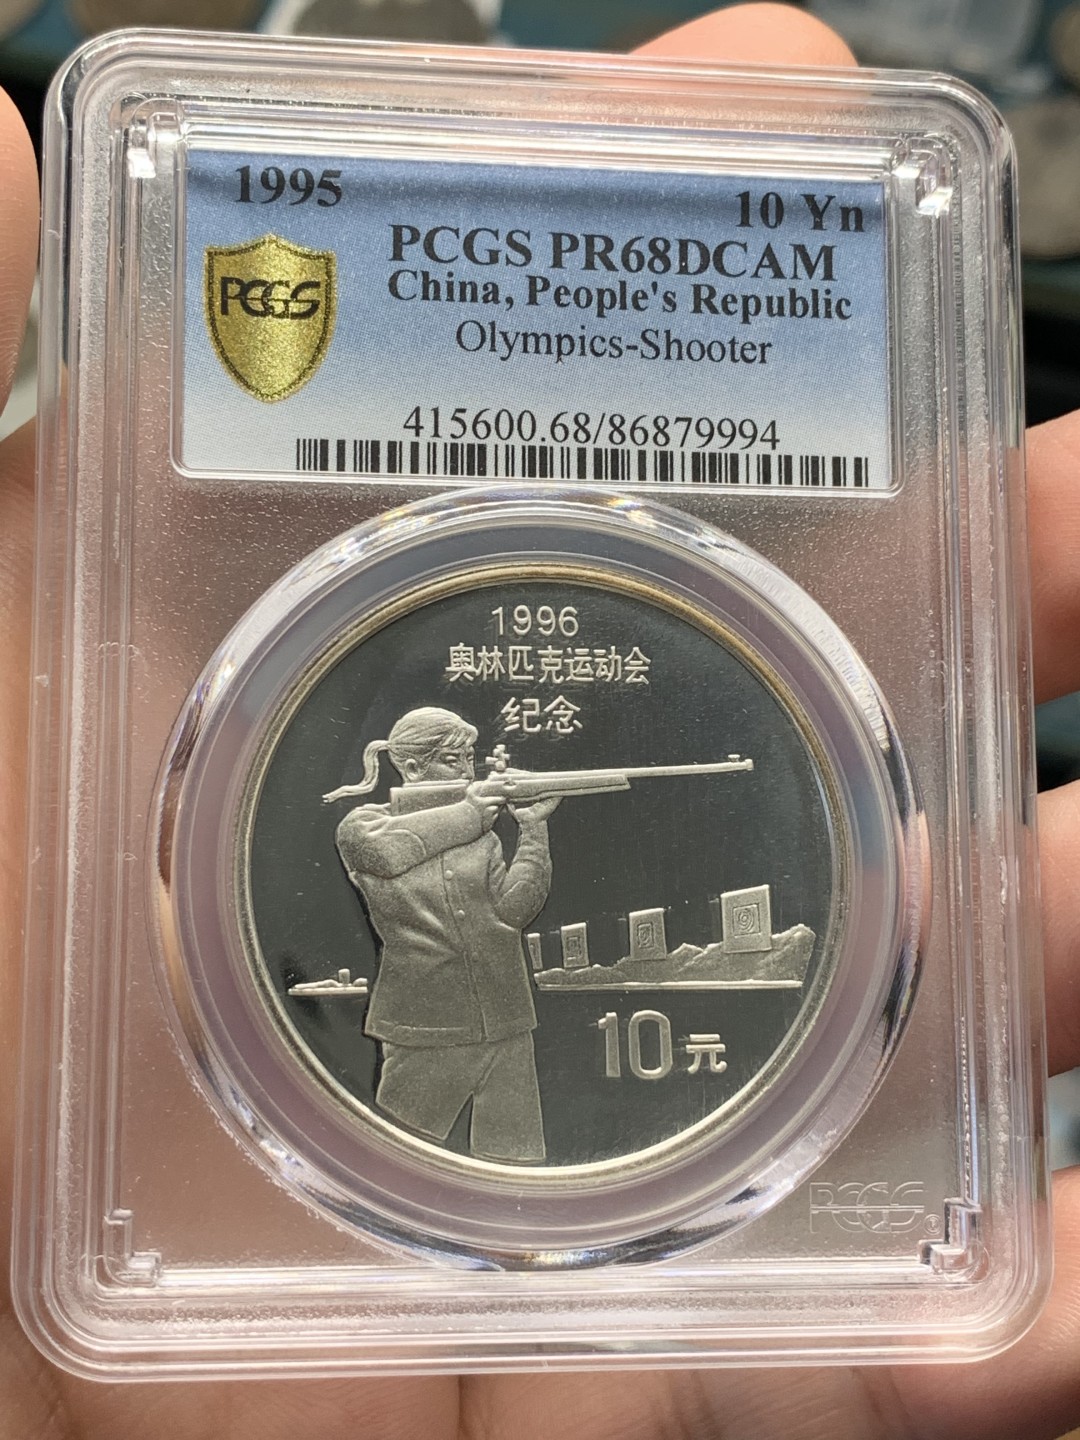 1995
10 Yn
PCGS PR68DCAM
China, People's Republic
Olympics-Shooter
PCGS
415600.68/86879994
1996
奥林匹克运动会
纪念
10元
PCGS